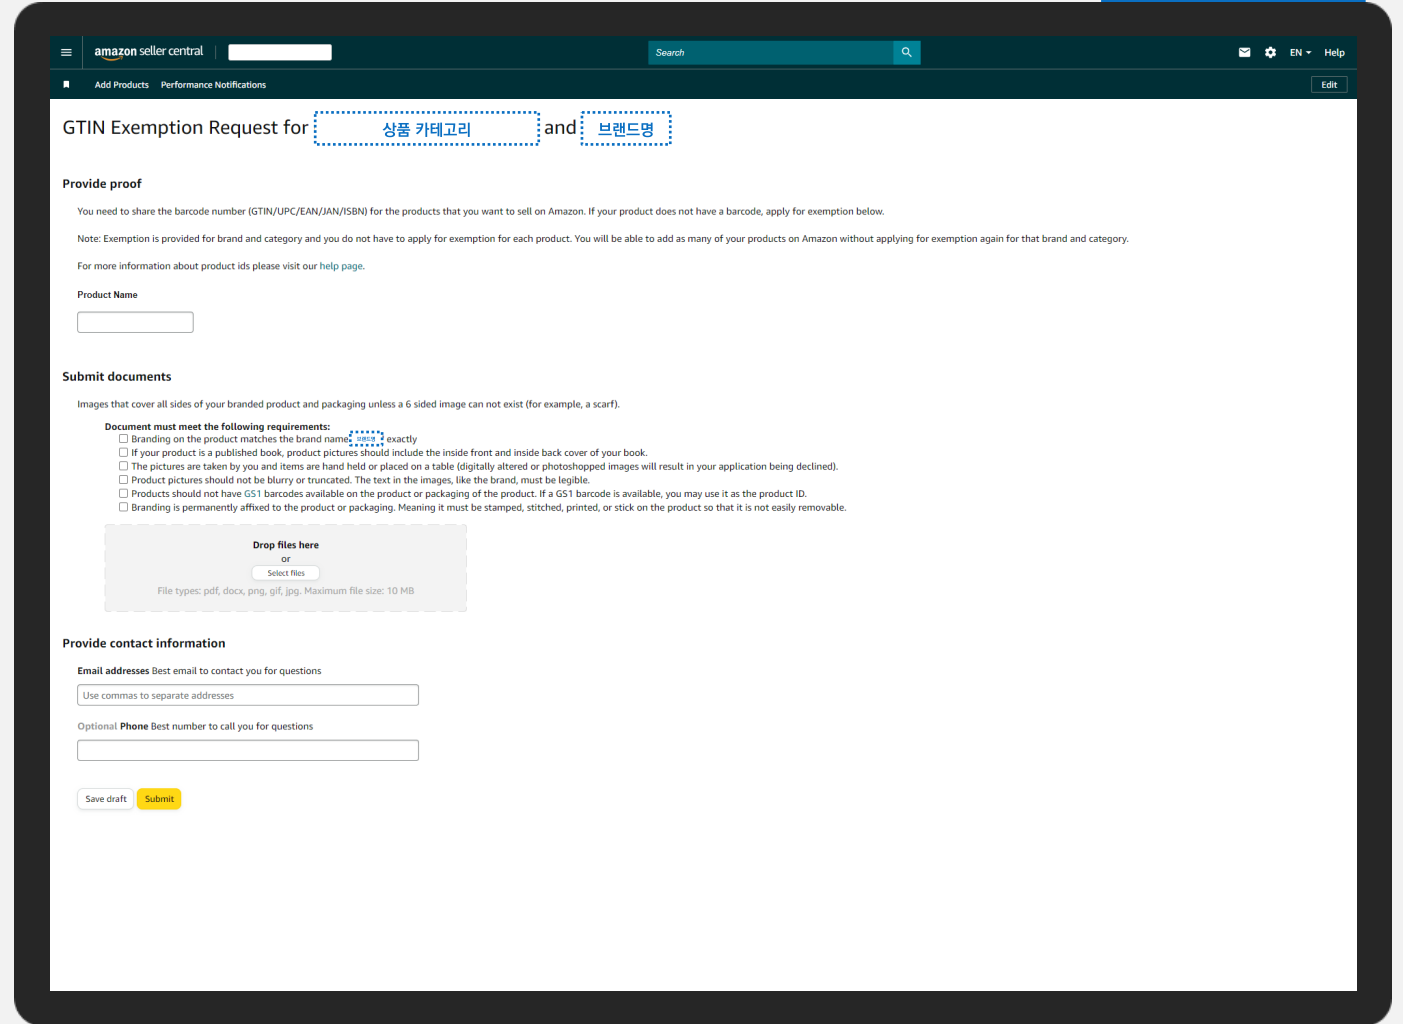 amazon seller central
Search
EN
Help
Add Products
Performance Notifications
Edit
GTIN Exemption Request for 상품 카테고리 and 브랜드명
Provide proof
You need to share the barcode number (GTIN/UPC/EAN/JAN/ISBN) for the products that you want to sell on Amazon. If your product does not have a barcode, apply for exemption below.
Note: Exemption is provided for brand and category and you do not have to apply for exemption for each product. You will be able to add as many of your products on Amazon without applying for exemption again for that brand and category.
For more information about product ids please visit our help page.
Product Name
Submit documents
Images that cover all sides of your branded product and packaging unless a 6 sided image can not exist (for example, a scarf).
Document must meet the following requirements:
Branding on the product matches the brand name 브랜드명 exactly
If your product is a published book, product pictures should include the inside front and inside back cover of your book.
The pictures are taken by you and items are hand held or placed on a table (digitally altered or photoshopped images will result in your application being declined).
Product pictures should not be blurry or truncated. The text in the images, like the brand, must be legible.
Products should not have GS1 barcodes available on the product or packaging of the product. If a GS1 barcode is available, you may use it as the product ID.
Branding is permanently affixed to the product or packaging. Meaning it must be stamped, stitched, printed, or stick on the product so that it is not easily removable.
Drop files here
or
Select files
File types: pdf, docx, png, gif, jpg. Maximum file size: 10 MB
Provide contact information
Email addresses Best email to contact you for questions
Use commas to separate addresses
Optional Phone Best number to call you for questions
Save draft
Submit